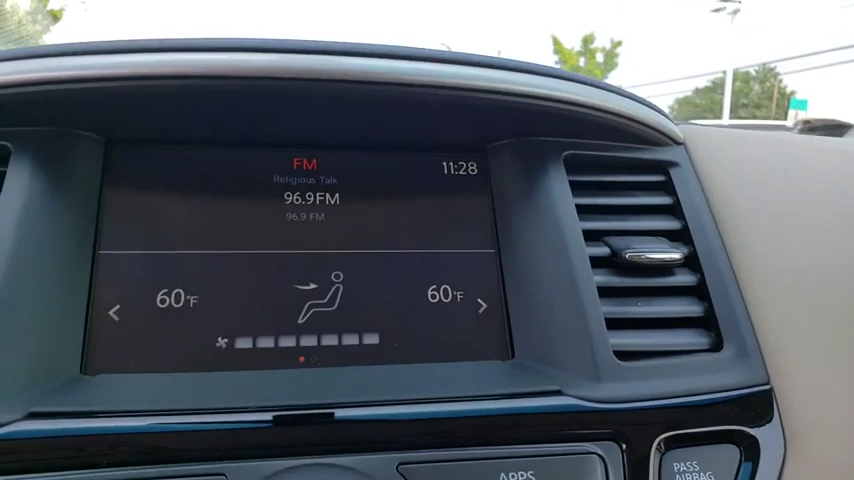 FM
Religious Talk
11:28
96.9FM
96.9 FM
60°F
60°F
APPS
PASS
AIRBAG